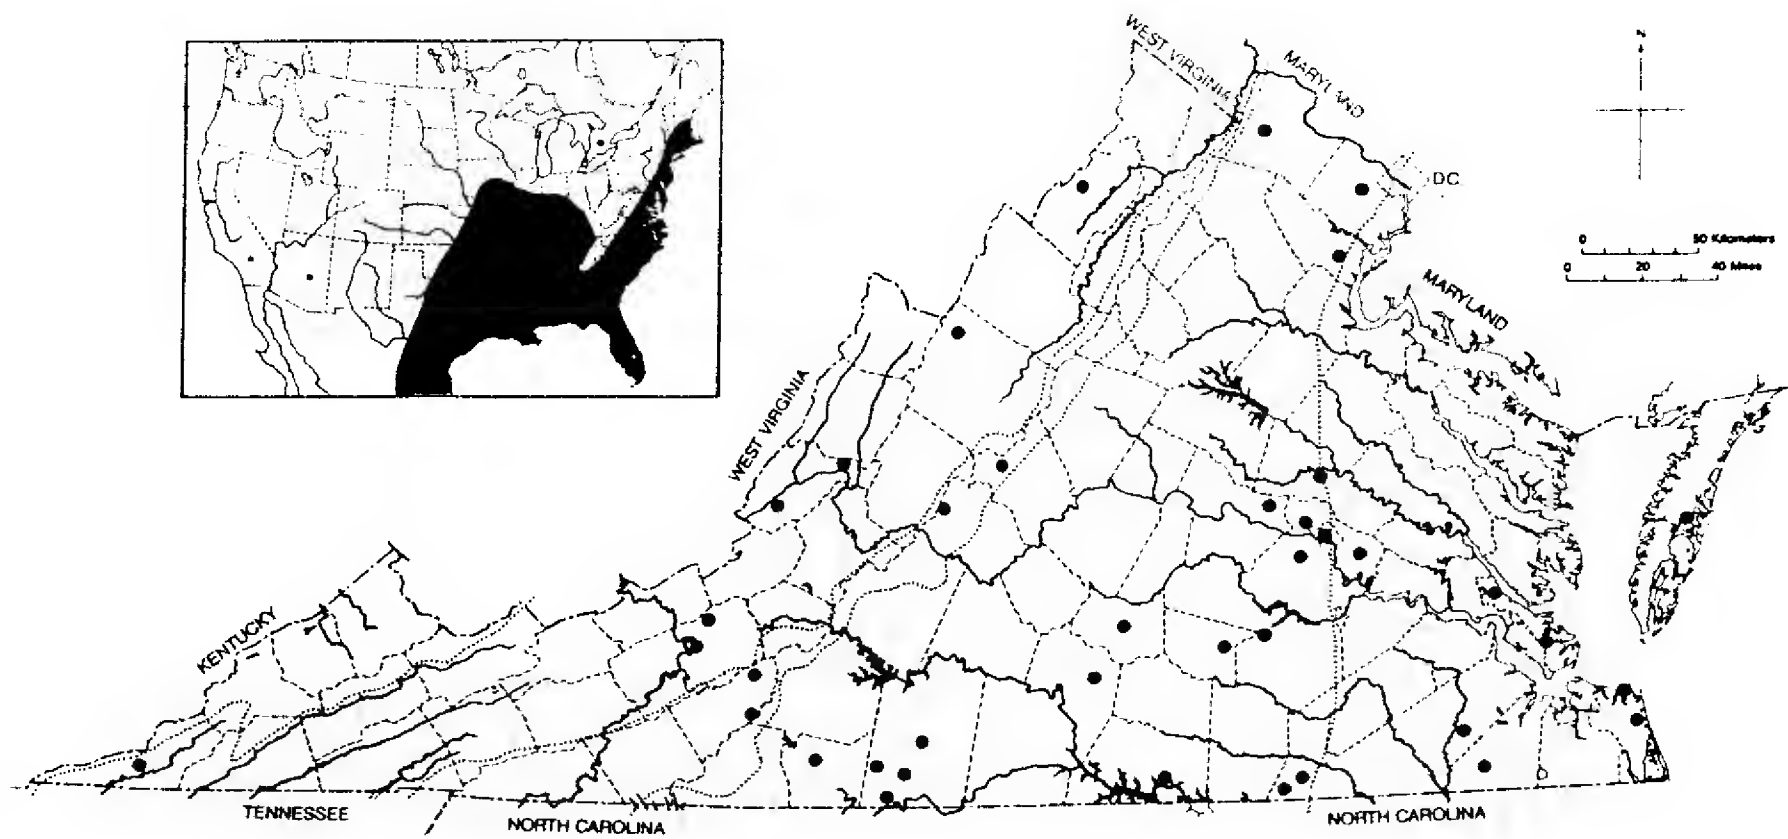 WEST VIRGINIA
MARYLAND
N
DC
0 50 Kilometers
0 20 40 Miles
MARYLAND
WEST VIRGINIA
KENTUCKY
TENNESSEE
NORTH CAROLINA
NORTH CAROLINA